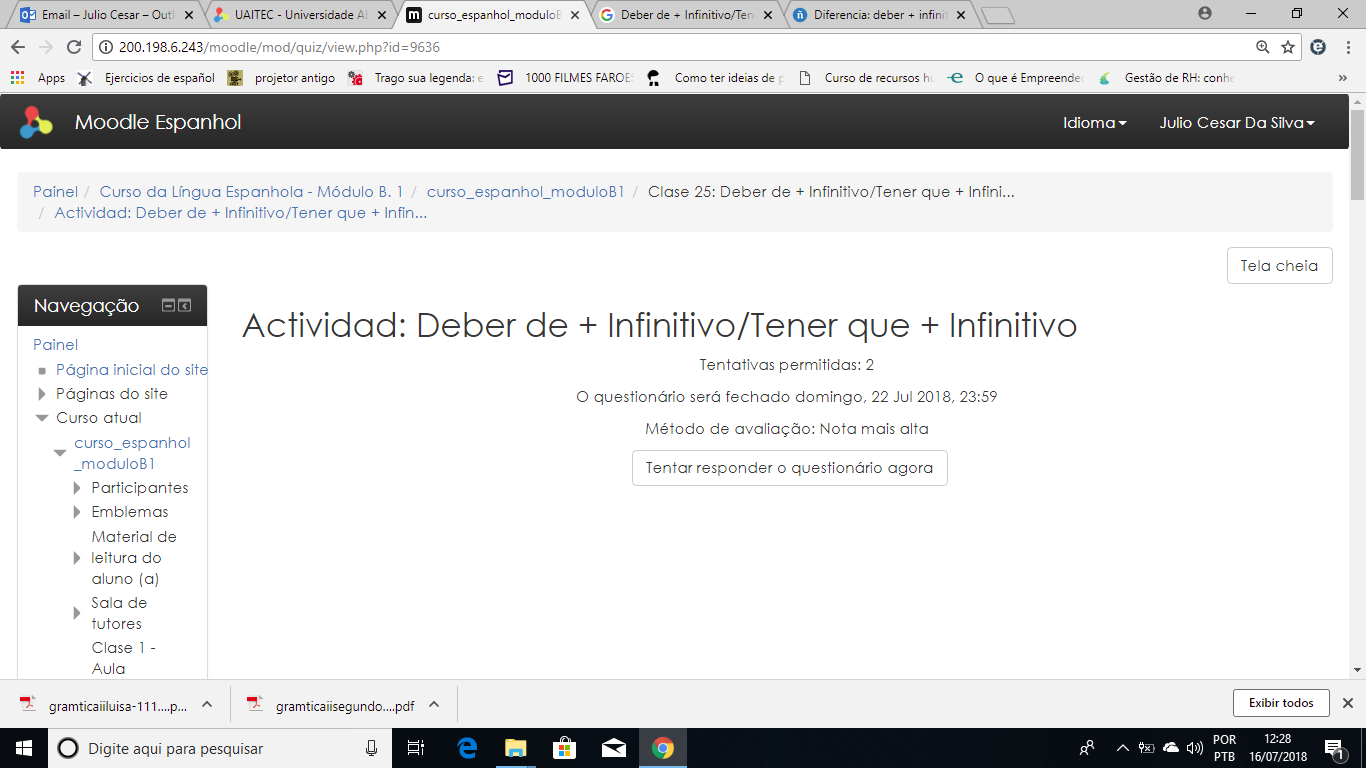 Email – Julio Cesar – Outl
UAITEC - Universidade Ab
curso_espanhol_moduloB
Deber de + Infinitivo/Ten
Diferencia: deber + infinit
200.198.6.243/moodle/mod/quiz/view.php?id=9636
Apps
Ejercicios de español
projetor antigo
Trago sua legenda: e
1000 FILMES FAROES
Como ter ideias de p
Curso de recursos hu
O que é Empreende
Gestão de RH: conhe
»
Moodle Espanhol
Idioma
Julio Cesar Da Silva
Painel / Curso da Língua Espanhola - Módulo B. 1 / curso_espanhol_moduloB1 / Clase 25: Deber de + Infinitivo/Tener que + Infini...
/ Actividad: Deber de + Infinitivo/Tener que + Infin...
Tela cheia
Navegação
Painel
Página inicial do site
Páginas do site
Curso atual
curso_espanhol
_moduloB1
Participantes
Emblemas
Material de
leitura do
aluno (a)
Sala de
tutores
Clase 1 -
Aula
Actividad: Deber de + Infinitivo/Tener que + Infinitivo
Tentativas permitidas: 2
O questionário será fechado domingo, 22 Jul 2018, 23:59
Método de avaliação: Nota mais alta
Tentar responder o questionário agora
gramticaiiluisa-111....p...
gramticaiisegundo....pdf
Exibir todos
Digite aqui para pesquisar
POR
PTB
12:28
16/07/2018
1